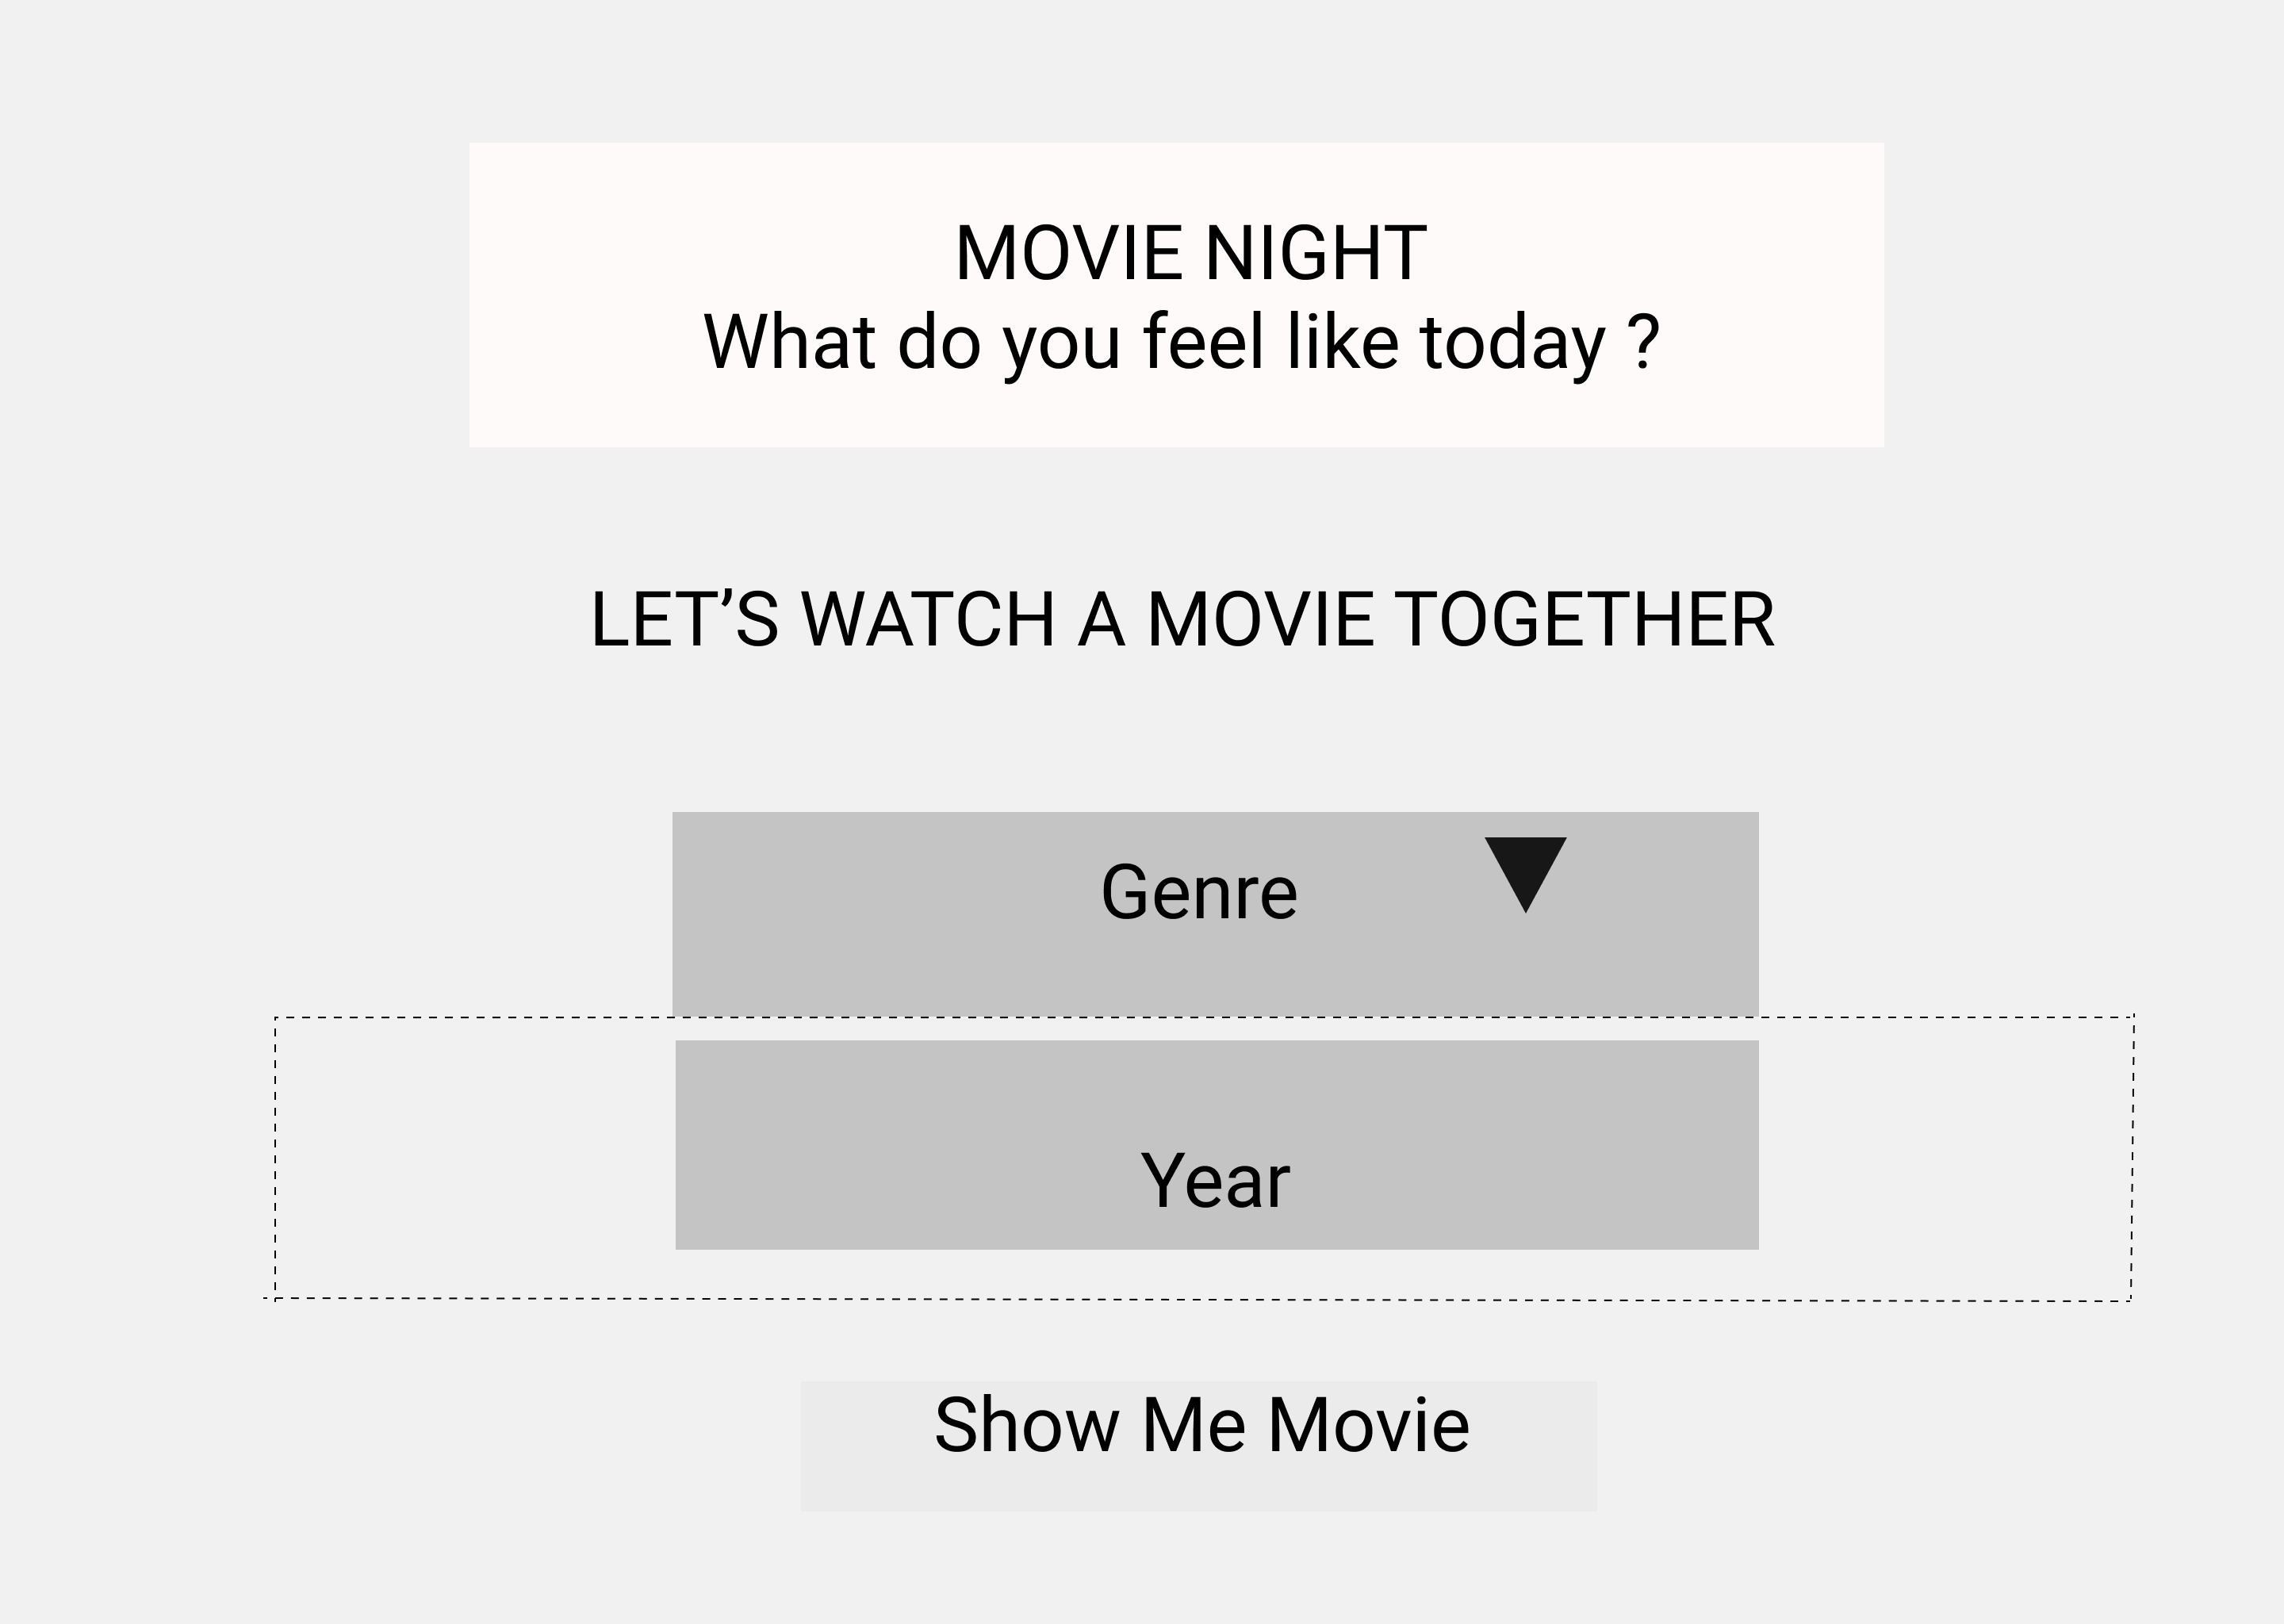 MOVIE NIGHT
What do you feel like today ?
LET’S WATCH A MOVIE TOGETHER
Genre
Year
Show Me Movie